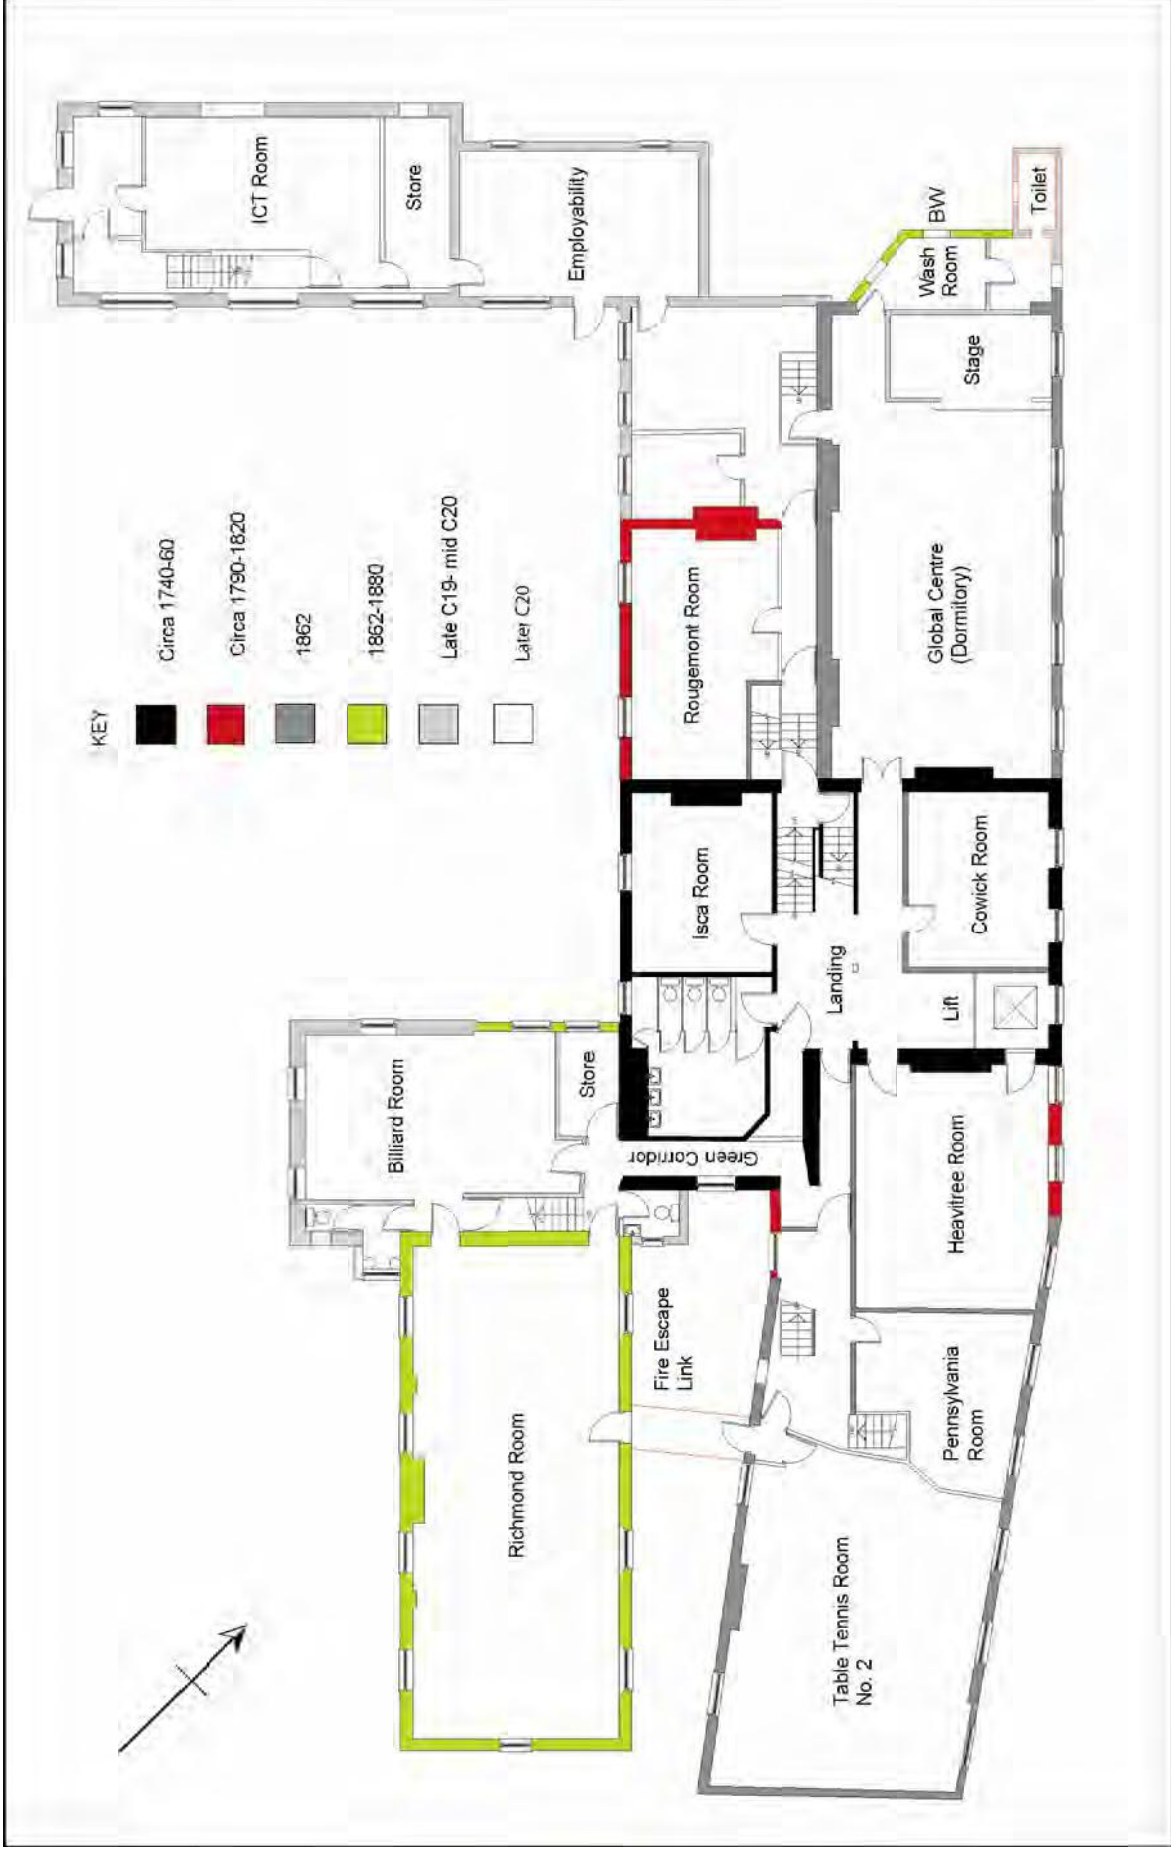 KEY
Circa 1740-60
Circa 1790-1820
1862
1862-1880
Late C19- mid C20
Later C20
ICT Room
Store
Employability
BW
Toilet
Wash
Room
Stage
Rougemont Room
Global Centre
(Dormitory)
Isca Room
Cowick Room
Landing
Lift
Billiard Room
Store
Green Corridor
Heavitree Room
Fire Escape
Link
Pennsylvania
Room
Richmond Room
Table Tennis Room
No. 2